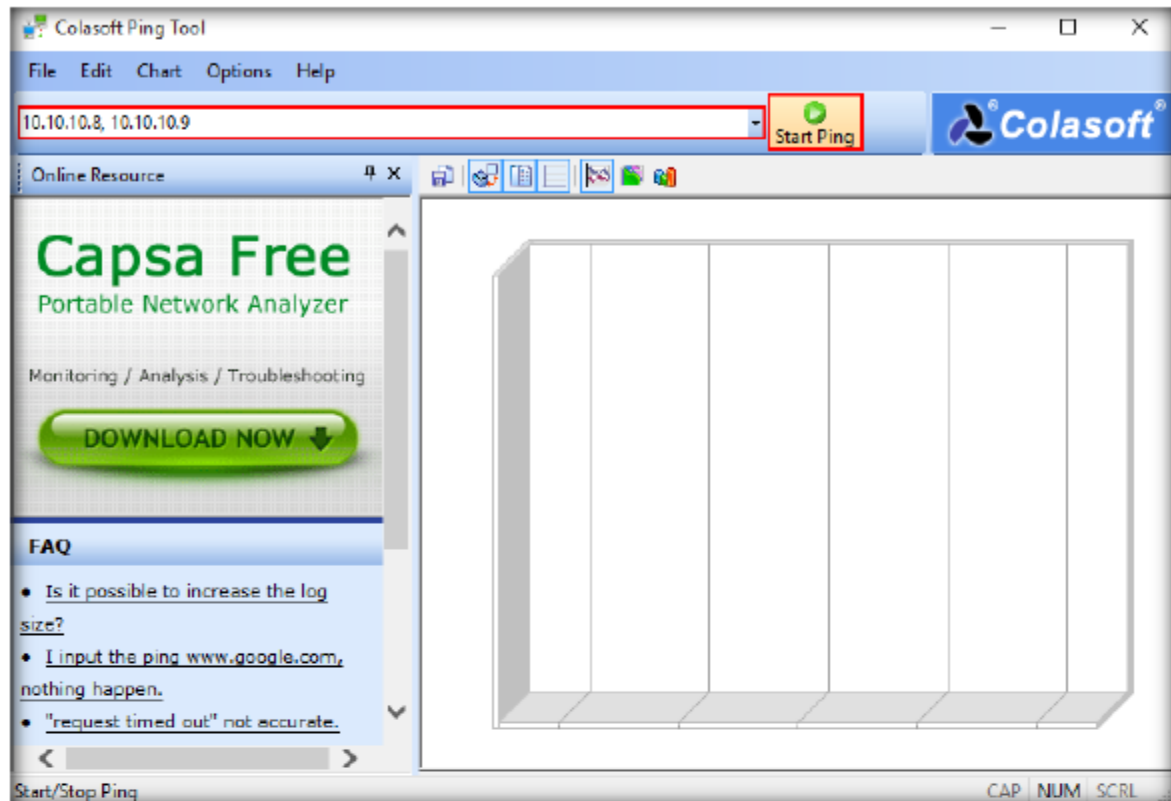 Colasoft Ping Tool
File Edit Chart Options Help
10.10.10.8, 10.10.10.9
Start Ping
®Colasoft®
Online Resource
Capsa Free
Portable Network Analyzer
Monitoring / Analysis / Troubleshooting
DOWNLOAD NOW
FAQ
• Is it possible to increase the log
size?
• I input the ping www.google.com,
nothing happen.
• "request timed out" not accurate.
Start/Stop Ping
CAP NUM SCRL